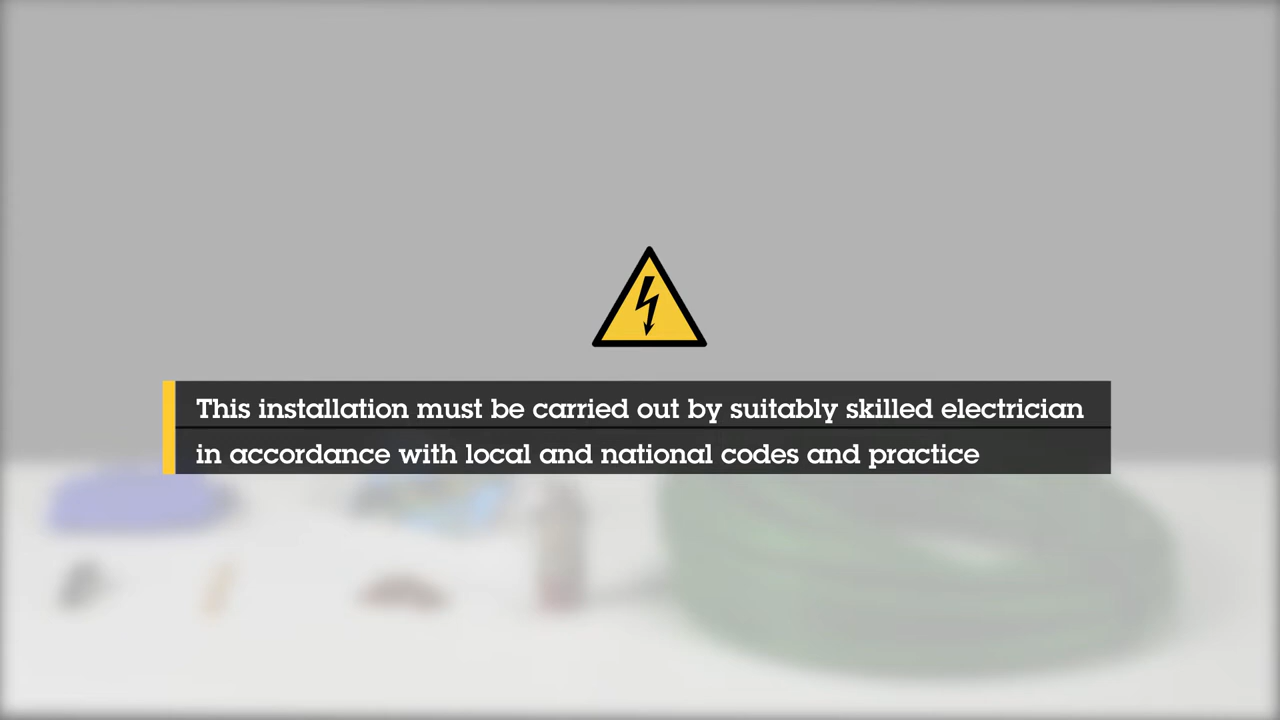 This installation must be carried out by suitably skilled electrician
in accordance with local and national codes and practice